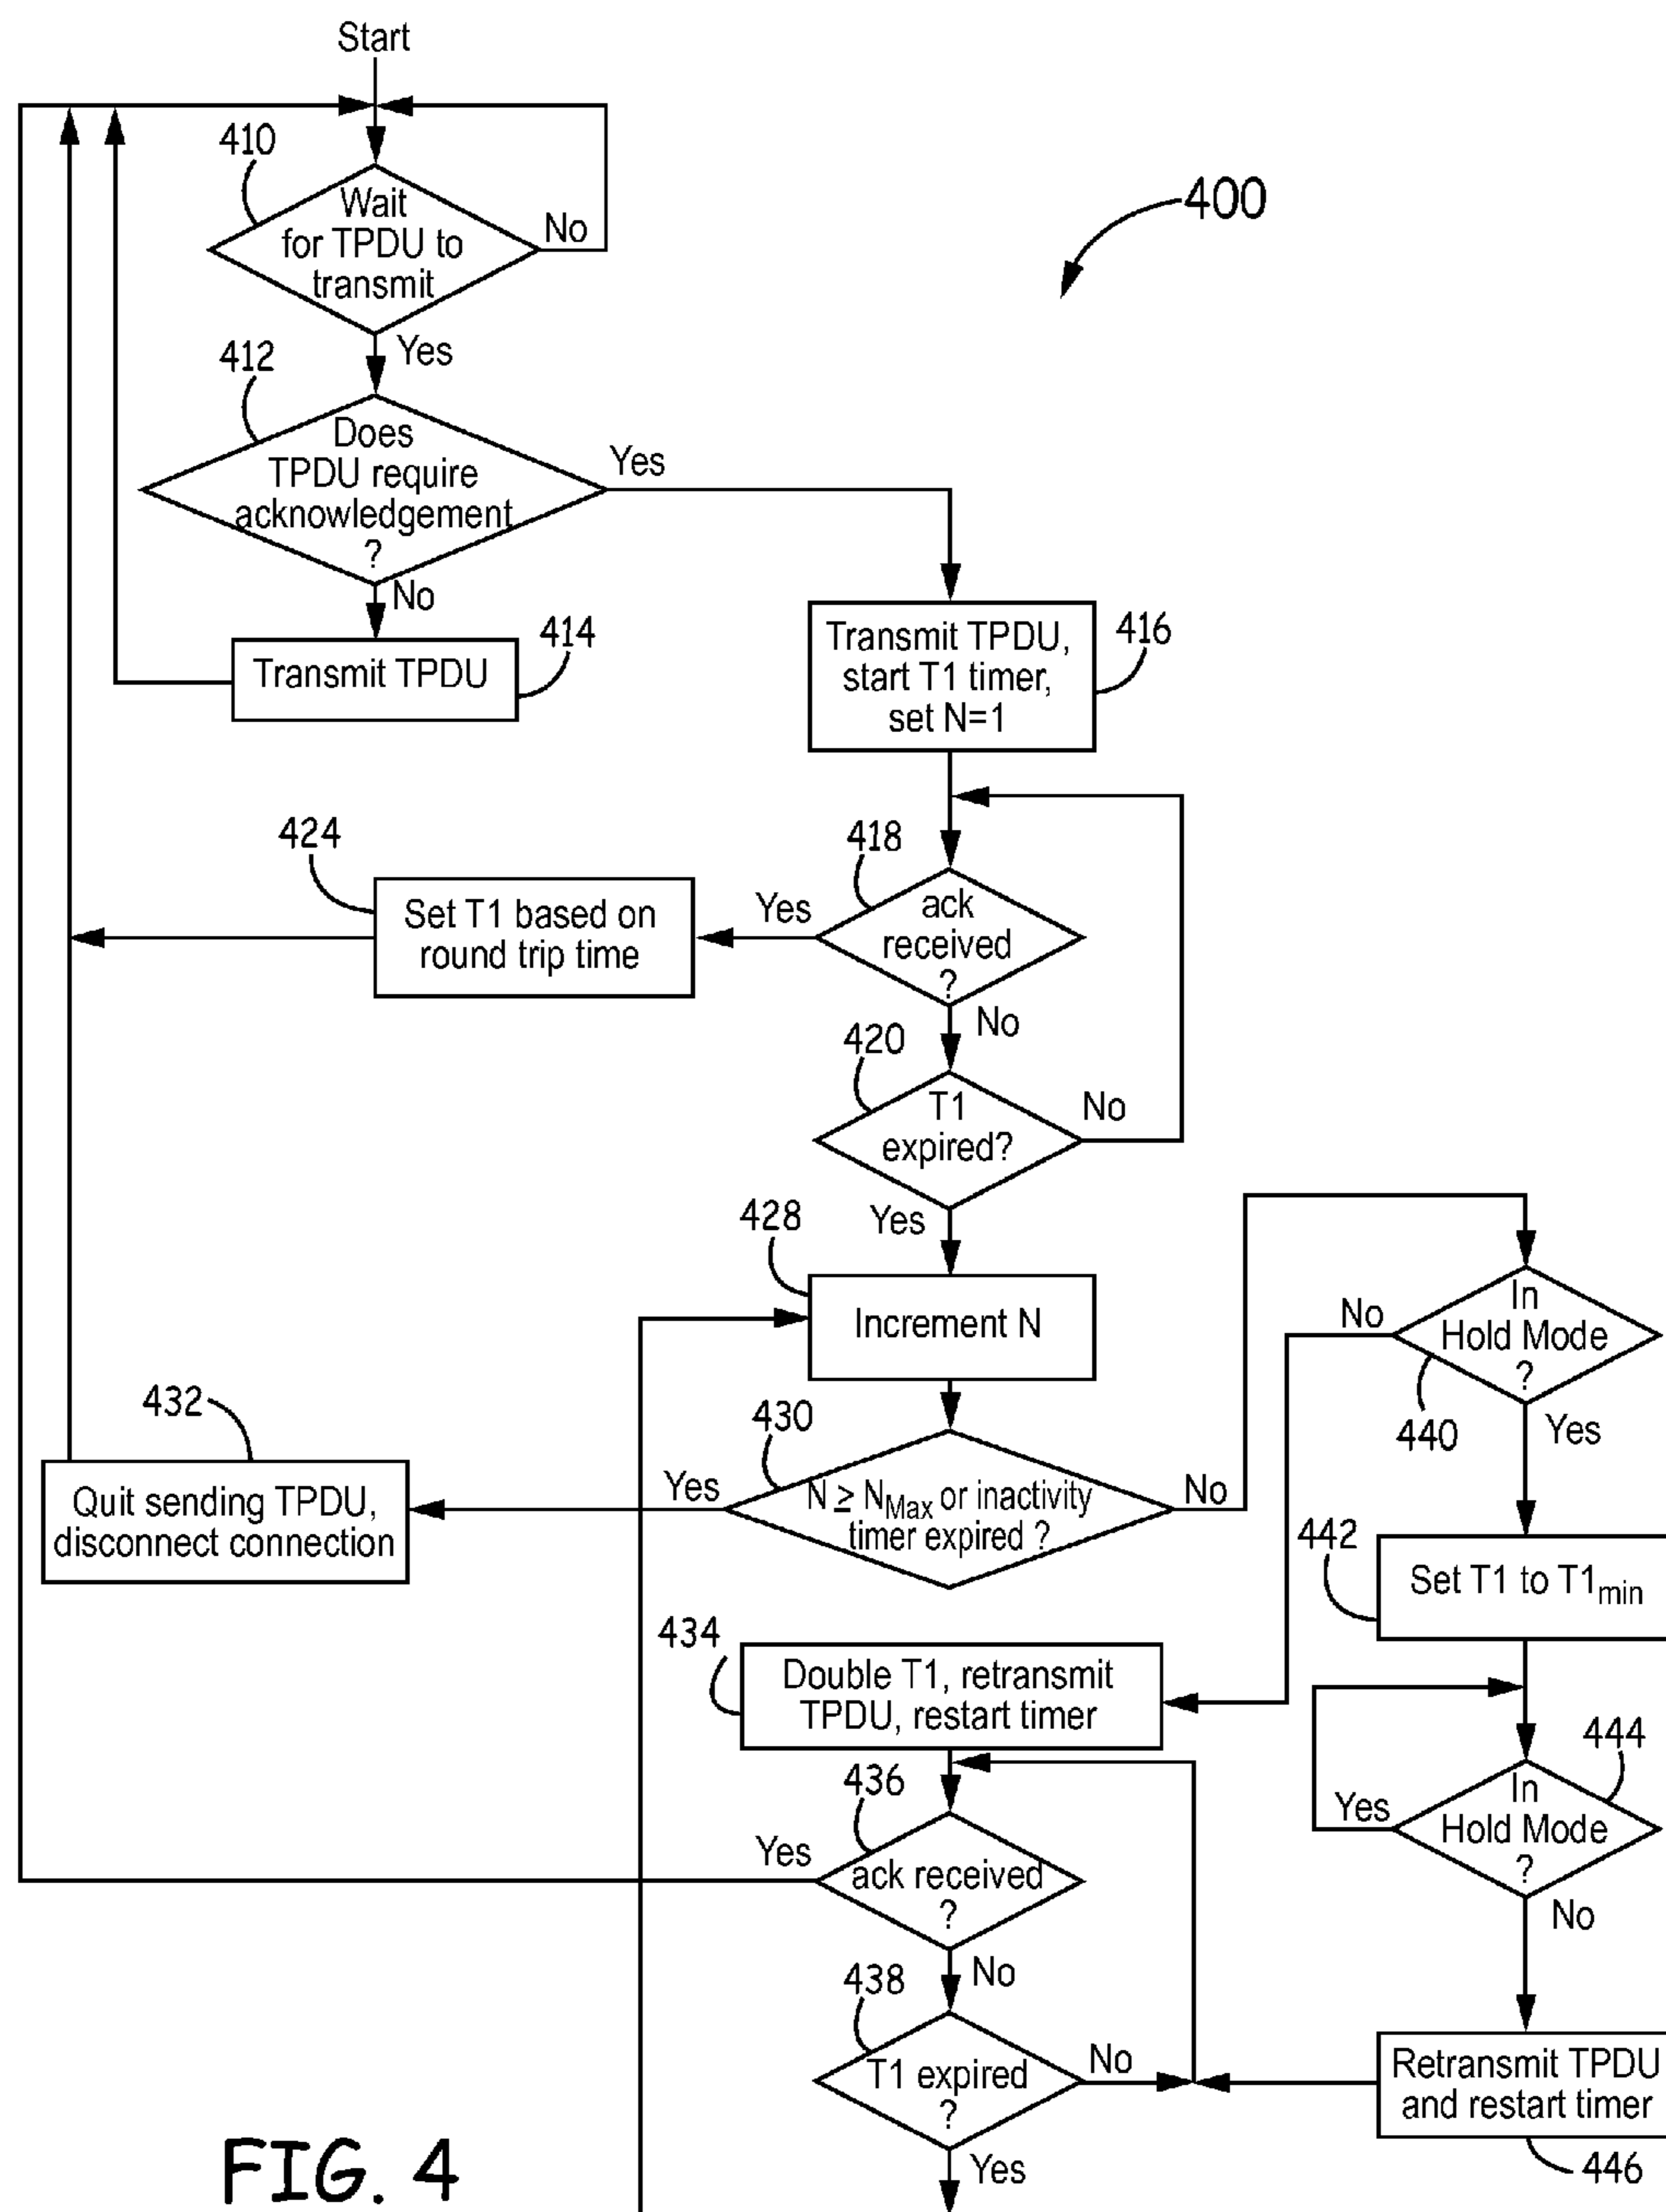 Start
410
Wait
for TPDU to
transmit
No
400
Yes
412
Does
TPDU require
acknowledgement
?
Yes
No
Transmit TPDU
414
Transmit TPDU,
start T1 timer,
set N=1
416
424
Set T1 based on
round trip time
Yes
418
ack
received
?
No
420
T1
expired?
No
Yes
428
Increment N
In
Hold Mode
?
No
440
Yes
432
Quit sending TPDU,
disconnect connection
Yes
430
N ≥ NMax or inactivity
timer expired ?
No
442
Set T1 to T1min
434
Double T1, retransmit
TPDU, restart timer
444
In
Hold Mode
?
Yes
No
436
Yes
ack received
?
No
438
T1 expired
?
No
Yes
Retransmit TPDU
and restart timer
446
FIG. 4